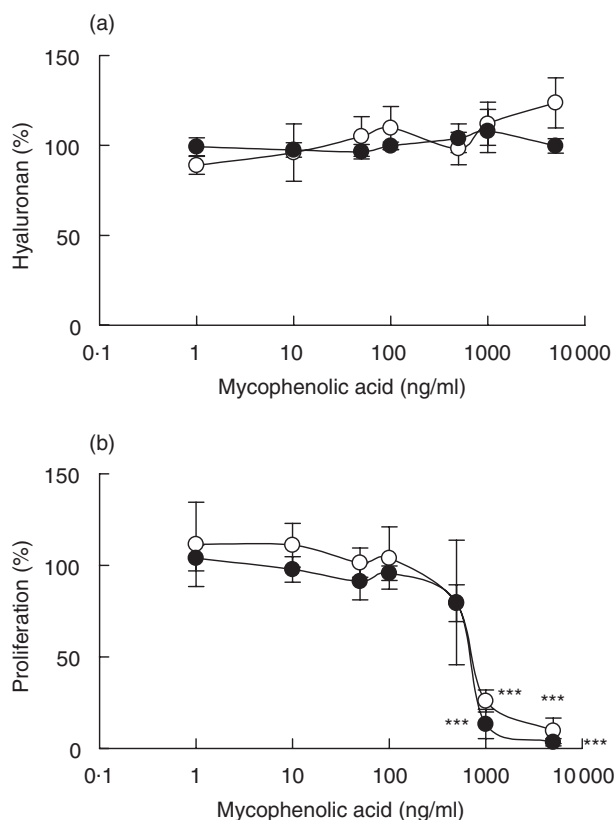 (a)
150
100
50
0
Hyaluronan (%)
0·1 1 10 100 1000 10 000
Mycophenolic acid (ng/ml)
(b)
150
100
50
0
Proliferation (%)
*** ***
*** ***
0·1 1 10 100 1000 10 000
Mycophenolic acid (ng/ml)